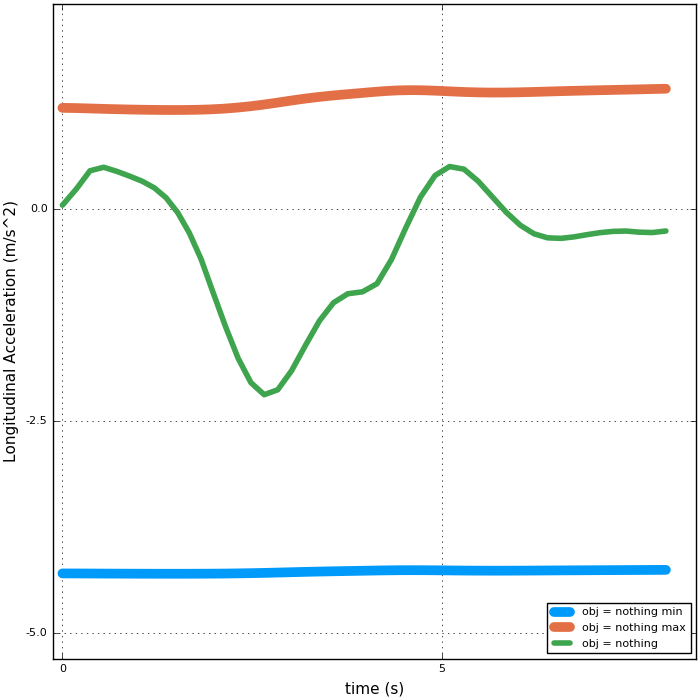 Longitudinal Acceleration (m/s^2)
0.0
-2.5
-5.0
0
5
time (s)
obj = nothing min
obj = nothing max
obj = nothing